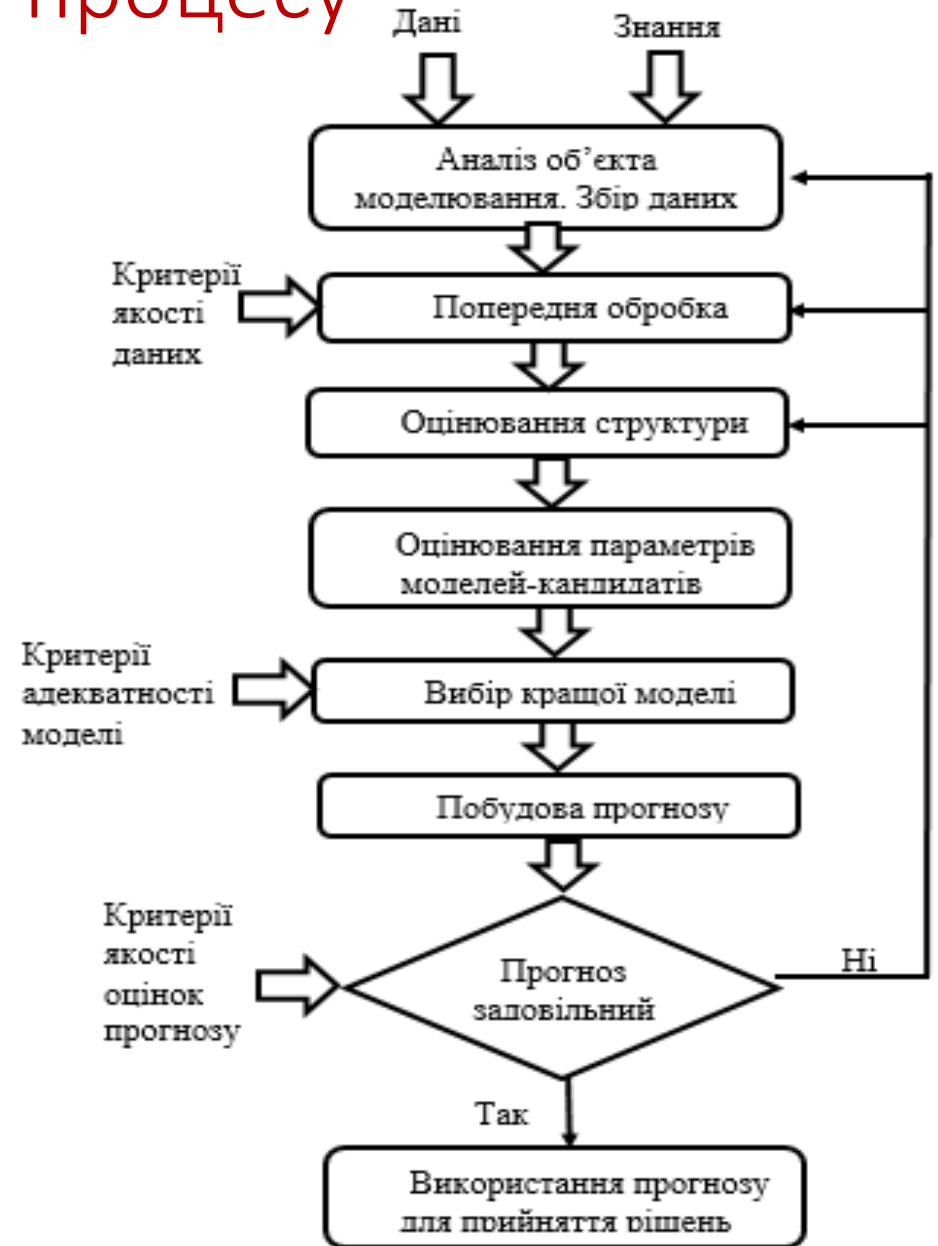 процесу
Дані
Знання
Аналіз об’єкта
моделювання. Збір даних
Критерії
якості
даних
Попередня обробка
Оцінювання структури
Оцінювання параметрів
моделей-кандидатів
Критерії
адекватності
моделі
Вибір кращої моделі
Побудова прогнозу
Критерії
якості
оцінок
прогнозу
Прогноз
задовільний
Ні
Так
Використання прогнозу
для прийняття рішень